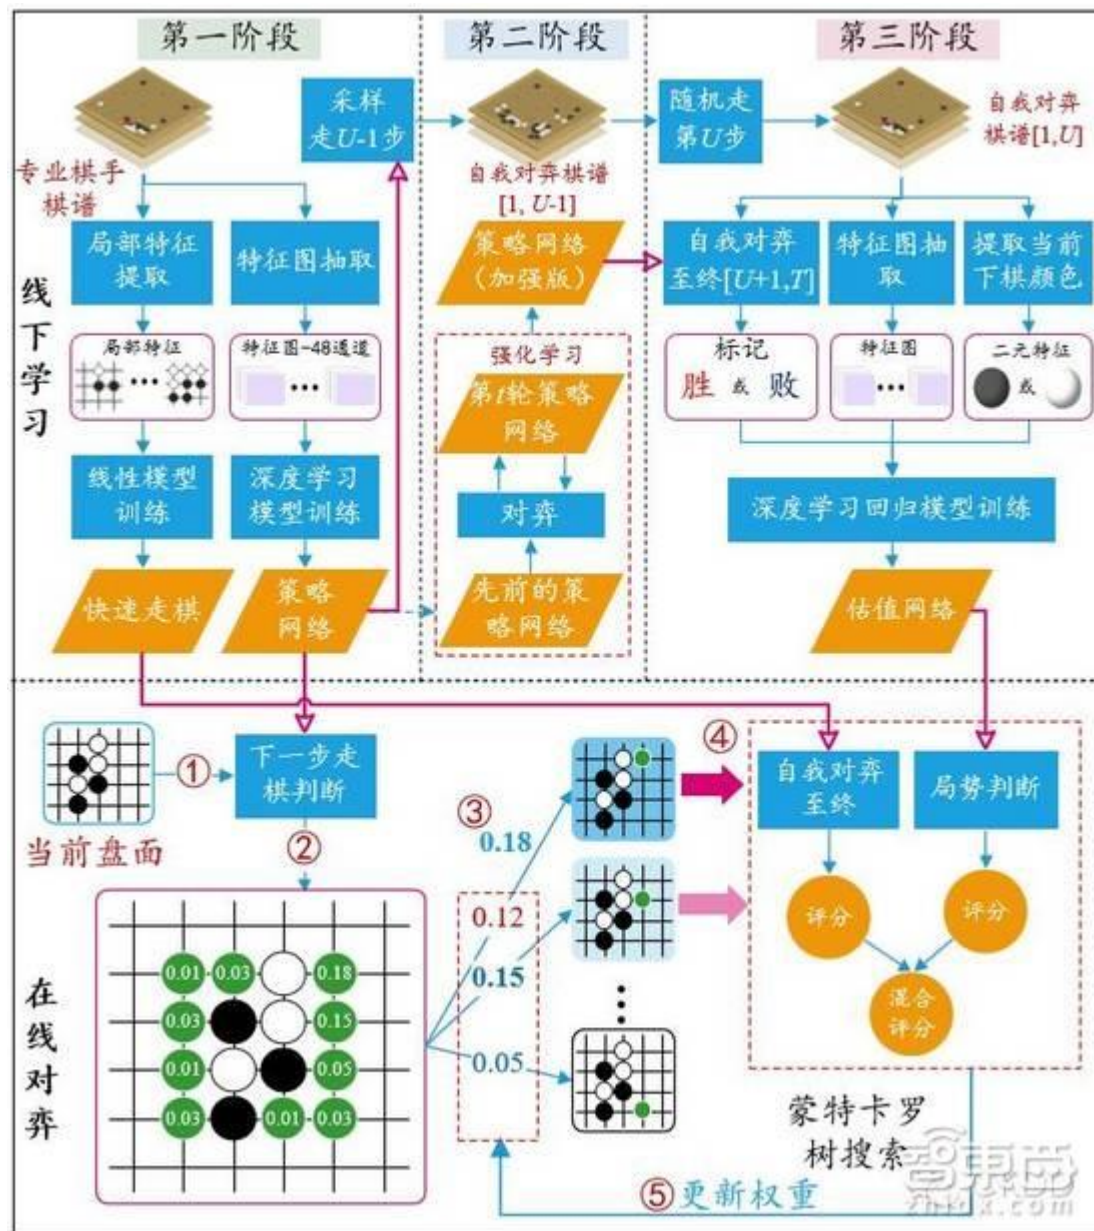 第一阶段
第二阶段
第三阶段
采样
走U-1步
随机走
第U步
自我对弈
棋谱[1,U]
专业棋手
棋谱
自我对弈棋谱
[1, U-1]
线下学习
局部特征
提取
特征图抽取
策略网络
(加强版)
自我对弈
至终[U+1,T]
特征图抽
取
提取当前
下棋颜色
局部特征
•••
特征图-48通道
•••
强化学习
第t轮策略
网络
标记
胜 或 败
特征图
•••
二元特征
或
线性模型
训练
深度学习
模型训练
对弈
深度学习回归模型训练
快速走棋
策略
网络
先前的策
略网络
估值网络
在线对弈
①
下一步走
棋判断
当前盘面
②
③
0.18
0.12
0.15
0.05
④
自我对弈
至终
局势判断
评分
评分
混合
评分
0.01 0.03 0.18
0.03 0.15
0.01 0.05
0.03 0.01 0.03
蒙特卡罗
树搜索
⑤更新权重
智東西
zhidx.com